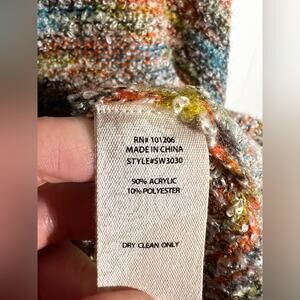 RN# 101206
MADE IN CHINA
STYLE#SW3030
90% ACRYLIC
10% POLYESTER
DRY CLEAN ONLY